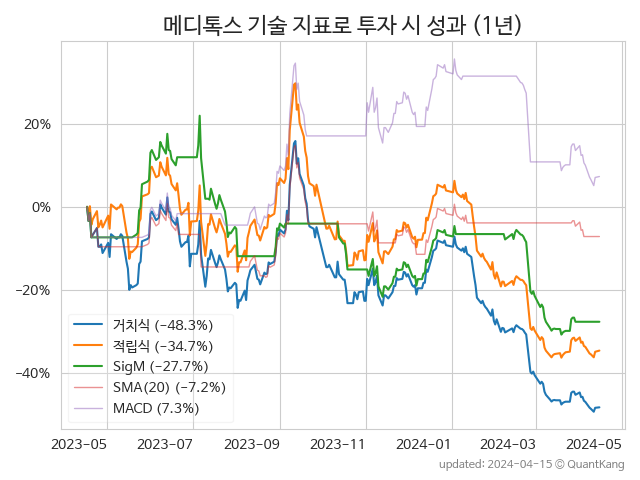 메디톡스 기술 지표로 투자 시 성과 (1년)
20%
0%
−20%
−40%
거치식 (−48.3%)
적립식 (−34.7%)
SigM (−27.7%)
SMA(20) (−7.2%)
MACD (7.3%)
2023-05 2023-07 2023-09 2023-11 2024-01 2024-03 2024-05
updated: 2024-04-15 © QuantKang